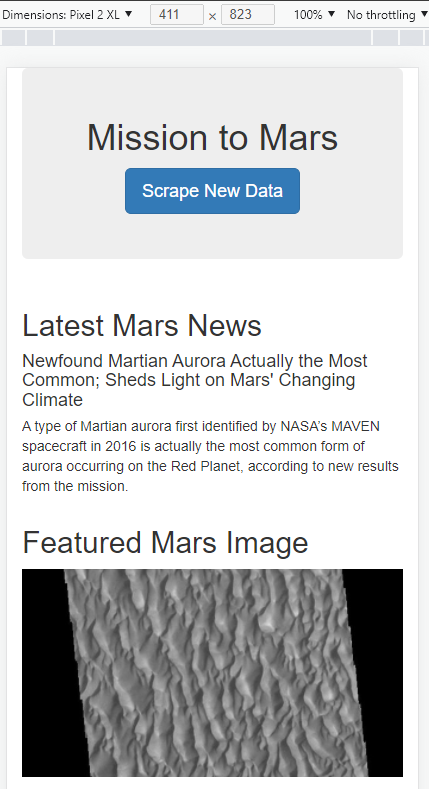 Dimensions: Pixel 2 XL ▼ 411 × 823 100% ▼ No throttling ▼
Mission to Mars
Scrape New Data
Latest Mars News
Newfound Martian Aurora Actually the Most
Common; Sheds Light on Mars' Changing
Climate
A type of Martian aurora first identified by NASA’s MAVEN
spacecraft in 2016 is actually the most common form of
aurora occurring on the Red Planet, according to new results
from the mission.
Featured Mars Image